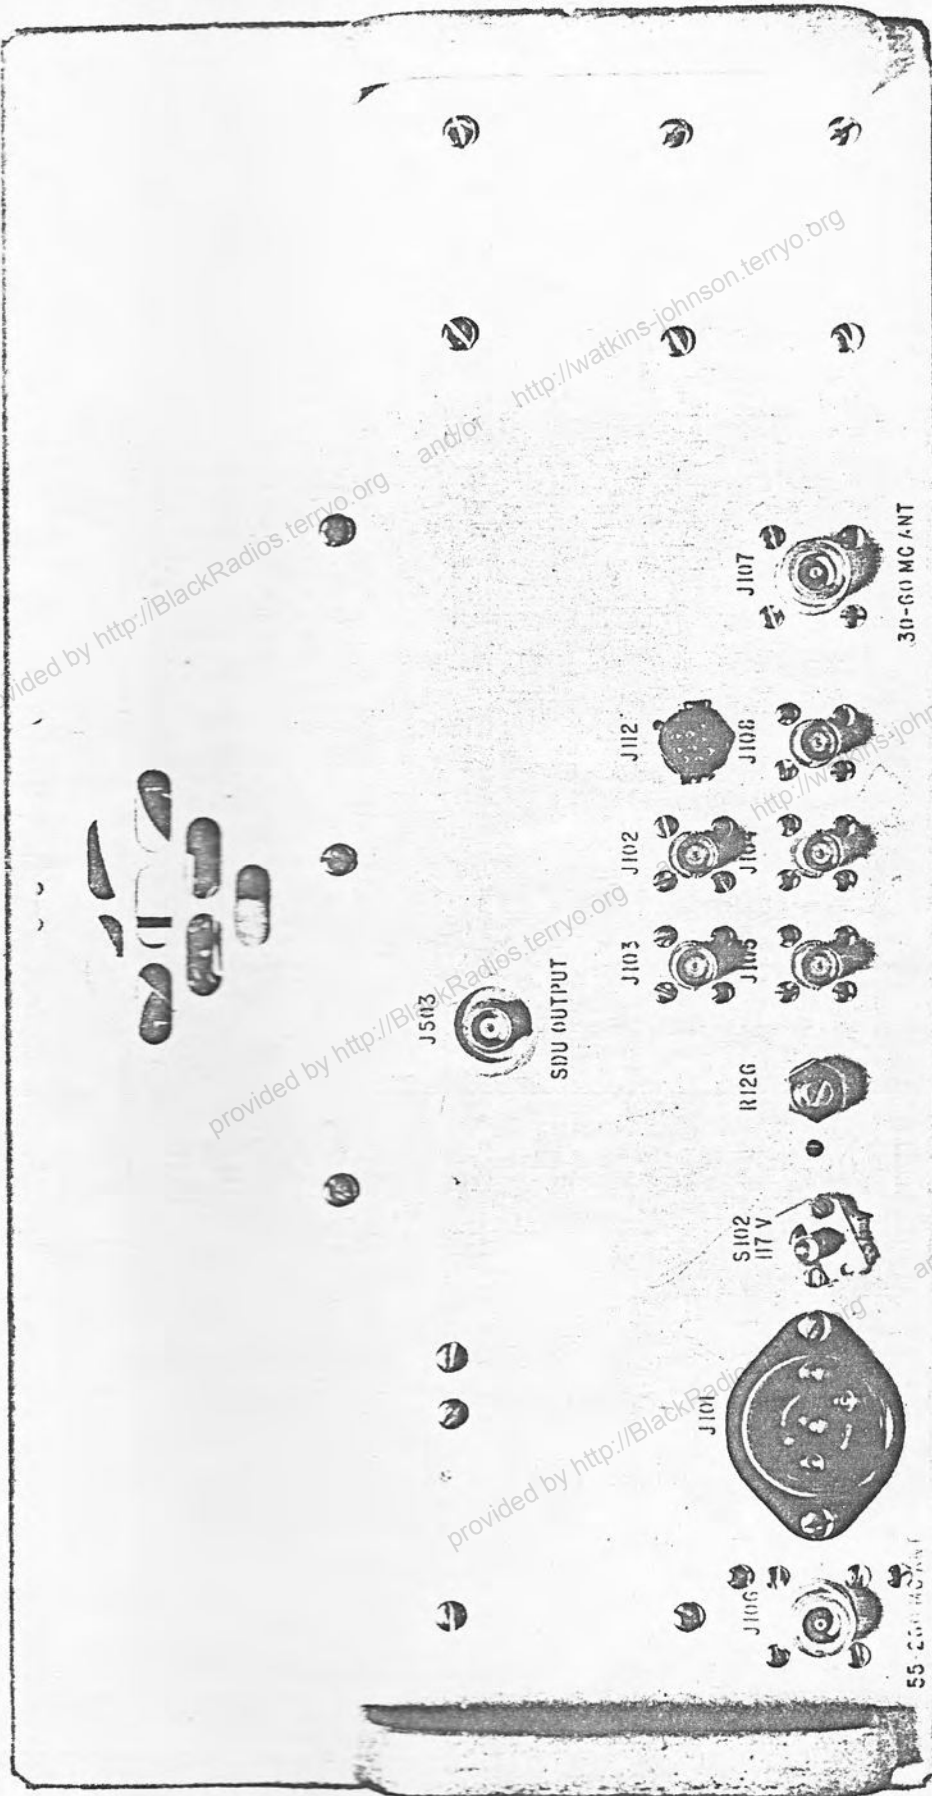 J107
30-60 MC ANT
J112
J108
J102
J104
J103
J105
J503
SDU OUTPUT
R126
S102
117 V
J101
J106
provided by http://BlackRadios.terryo.org and/or http://watkins-johnson.terryo.org
provided by http://BlackRadios.terryo.org
provided by http://BlackRadios